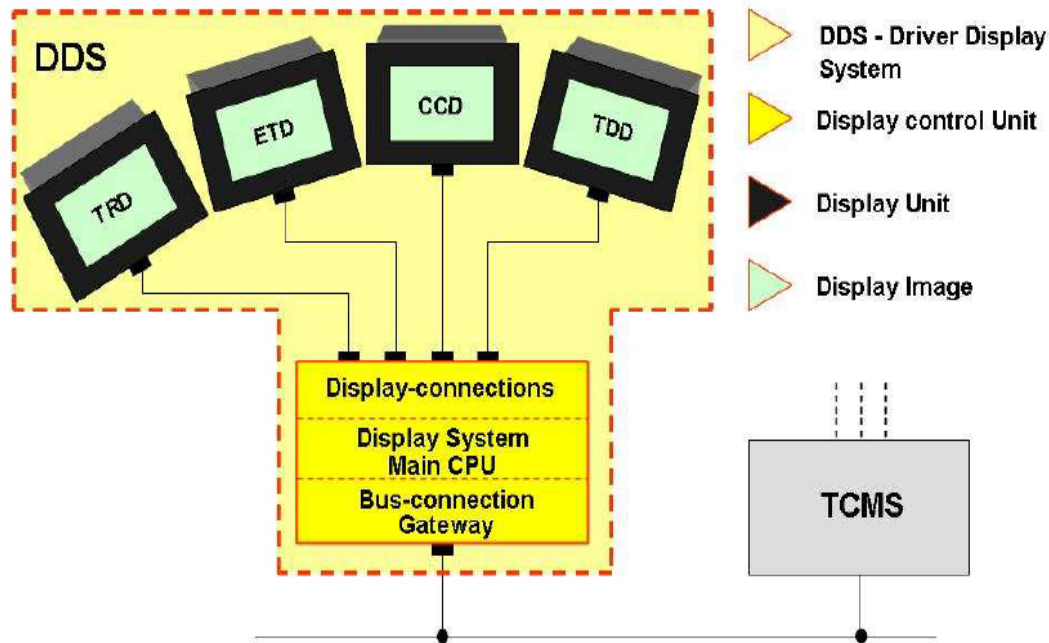 DDS
TRD
ETD
CCD
TDD
Display-connections
Display System
Main CPU
Bus-connection
Gateway
DDS - Driver Display
System
Display control Unit
Display Unit
Display Image
TCMS